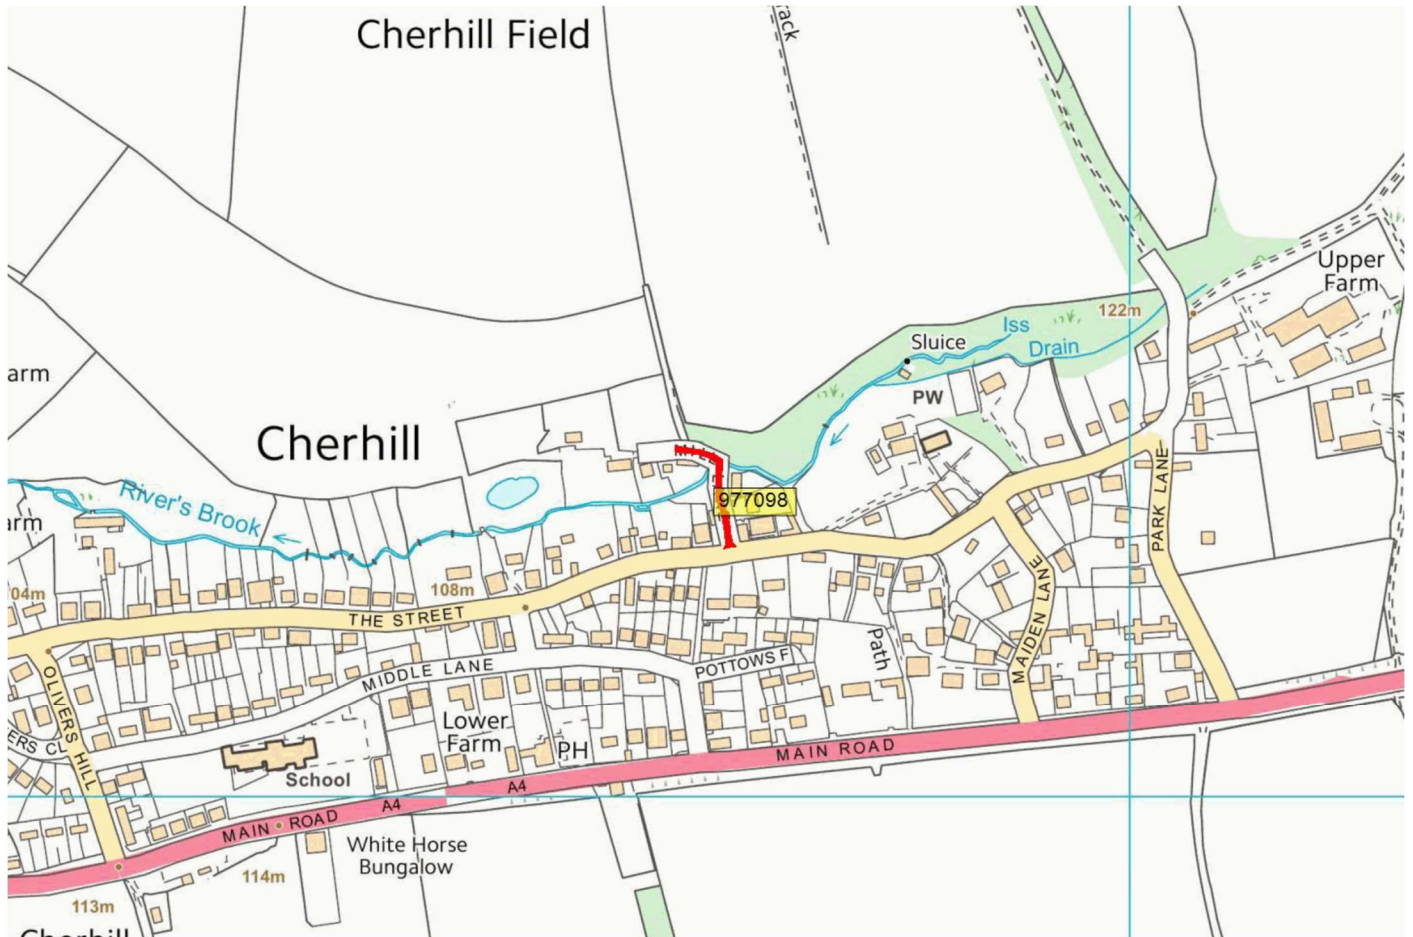 Cherhill Field
rack
Upper
Farm
122m
Iss
Sluice
Drain
arm
PW
Cherhill
River's Brook
977098
arm
PARK LANE
04m
108m
THE STREET
MAIDEN LANE
Path
MIDDLE LANE
POTTOWS F
OLIVERS HILL
Lower
Farm
PH
ERS CL
School
MAIN ROAD
A4
A4
MAIN ROAD
White Horse
Bungalow
114m
113m
Cherhill